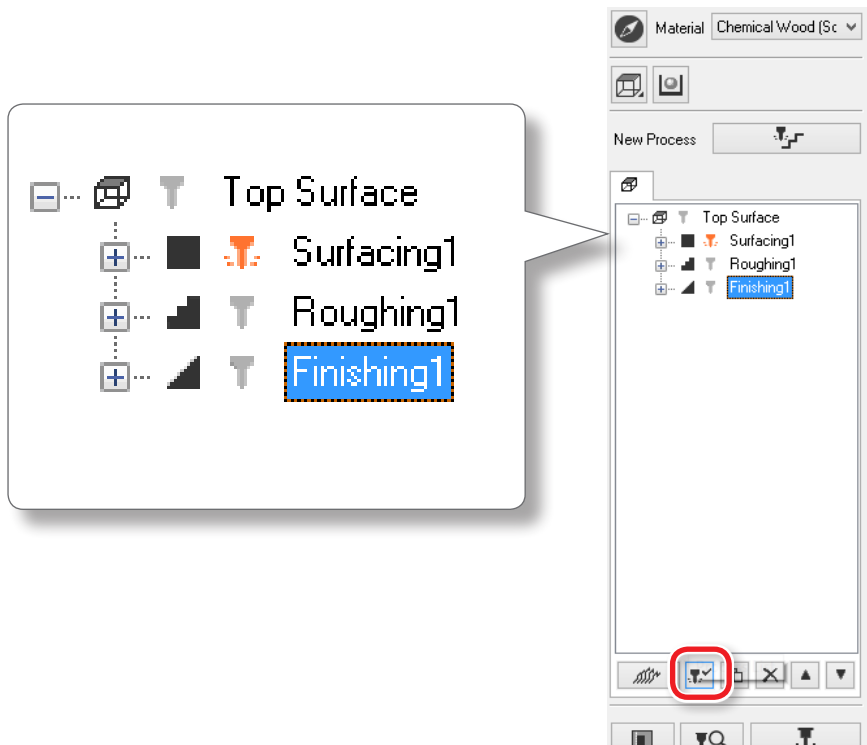 Material Chemical Wood (Sc
New Process
Top Surface
Surfacing1
Roughing1
Finishing1
Top Surface
Surfacing1
Roughing1
Finishing1